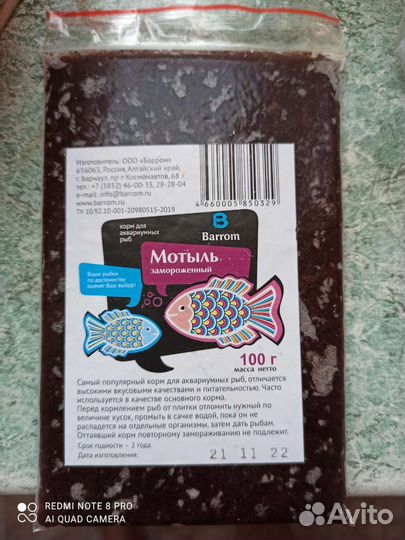 Изготовитель: ООО «Барром»
656063, Россия,Алтайский край,
г. Барнаул, пр-т Космонавтов, 68
тел.: +7 (3852) 46-00-35, 28-28-04
e-mail: info@barrom.ru
www.barrom.ru
ТУ 10.92.10-001-20980515-2019
4660005850329
корм для
аквариумных
рыб
B
Barrom
Мотыль
замороженный
Ваши рыбки
по достоинству
оценят Ваш выбор!
100 г
масса нетто
Самый популярный корм для аквариумных рыб, отличается
высокими вкусовыми качествами и питательностью. Часто
используется в качестве основного корма.
Перед кормлением рыб от плитки отломить нужный по
величине кусок, промыть в сачке водой, пока он не
распадется на отдельные организмы, затем дать рыбам.
Оттаявший корм повторному замораживанию не подлежит.
Срок годности – 2 года.
Дата изготовления: 21 11 22
REDMI NOTE 8 PRO
AI QUAD CAMERA
Avito